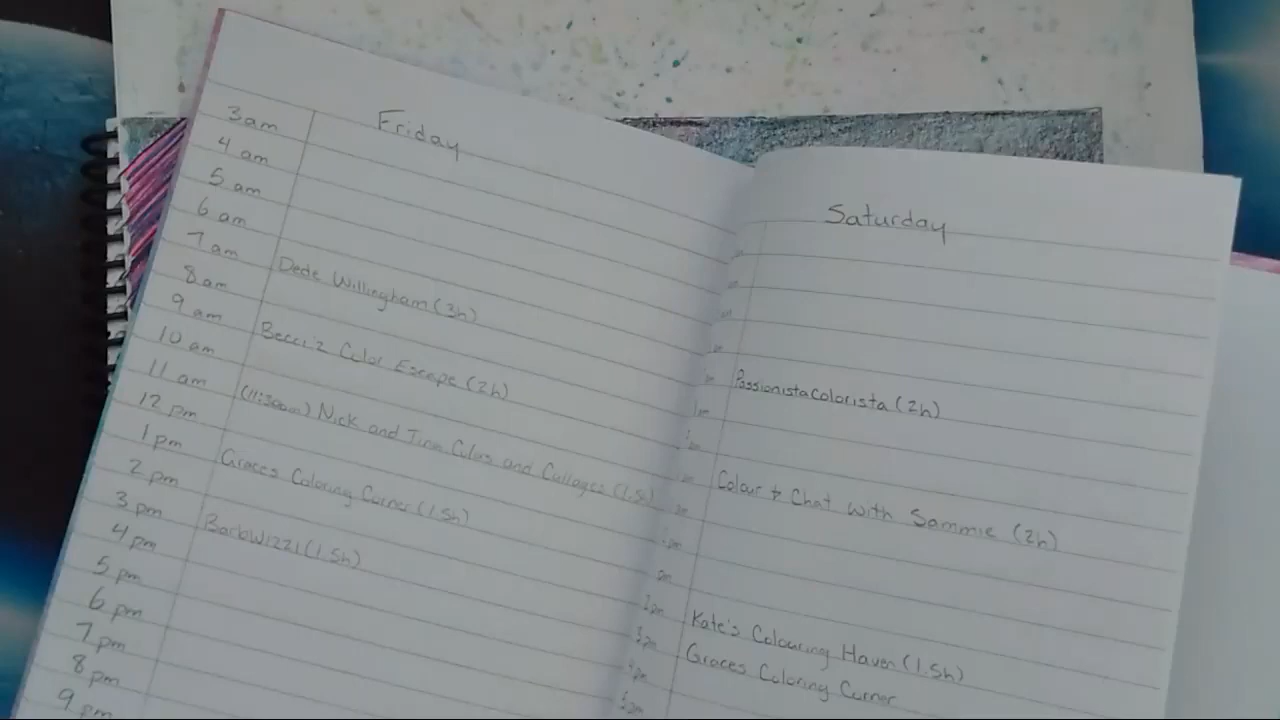 Friday
3am
4 am
5 am
6 am
7 am
8 am Dede Willingham (3h)
9 am
10 am Becci'z Color Escape (2h)
11 am
12 pm (11:30am) Nick and Tina Colors and Collages (1.5h)
1 pm
2 pm Graces Coloring Corner (1.5h)
3 pm
4 pm BarbWizzi (1.5h)
5 pm
6 pm
7 pm
8 pm
9 pm
Saturday
PassionistaColorista (2h)
Colour & Chat with Sammie (2h)
Kate's Colouring Haven (1.5h)
Graces Coloring Corner